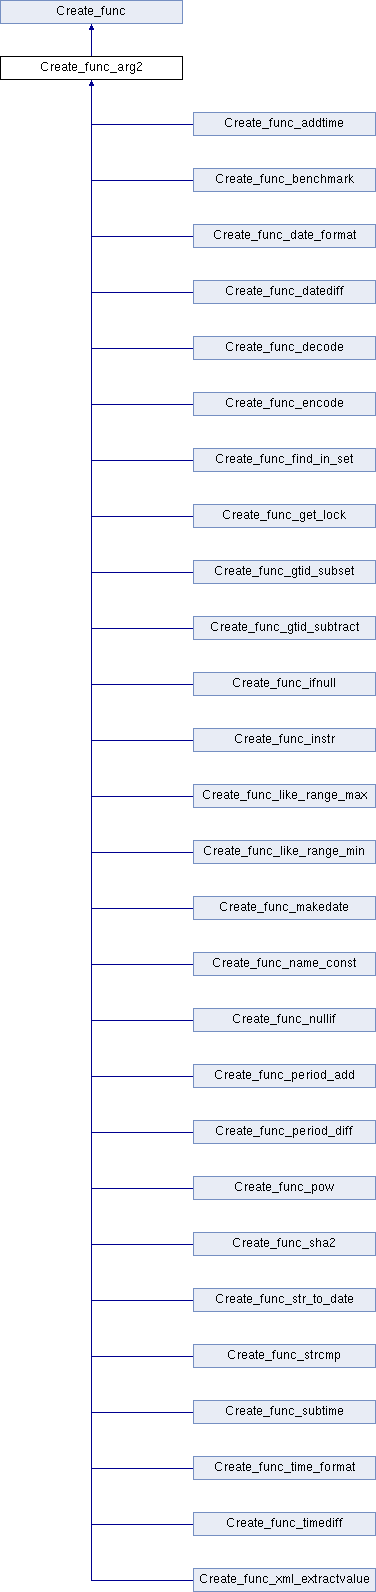 Create_func
Create_func_arg2
Create_func_addtime
Create_func_benchmark
Create_func_date_format
Create_func_datediff
Create_func_decode
Create_func_encode
Create_func_find_in_set
Create_func_get_lock
Create_func_gtid_subset
Create_func_gtid_subtract
Create_func_ifnull
Create_func_instr
Create_func_like_range_max
Create_func_like_range_min
Create_func_makedate
Create_func_name_const
Create_func_nullif
Create_func_period_add
Create_func_period_diff
Create_func_pow
Create_func_sha2
Create_func_str_to_date
Create_func_strcmp
Create_func_subtime
Create_func_time_format
Create_func_timediff
Create_func_xml_extractvalue